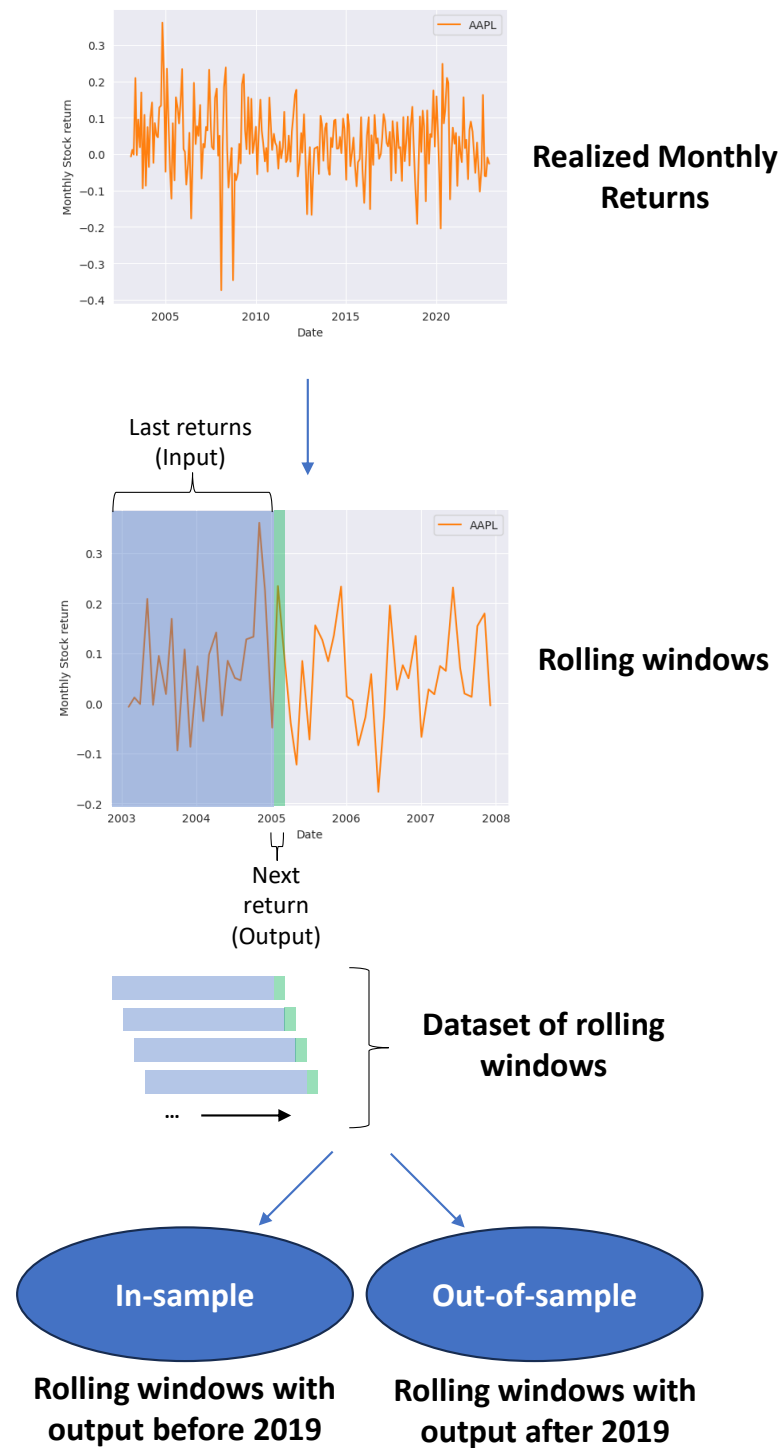 AAPL
0.3
0.2
0.1
0.0
−0.1
−0.2
−0.3
−0.4
Monthly Stock return
2005
2010
2015
2020
Date
Realized Monthly
Returns
Last returns
(Input)
AAPL
0.3
0.2
0.1
0.0
−0.1
−0.2
Monthly Stock return
2003
2004
2005
2006
2007
2008
Date
Rolling windows
Next
return
(Output)
Dataset of rolling
windows
...
In-sample
Out-of-sample
Rolling windows with
output before 2019
Rolling windows with
output after 2019